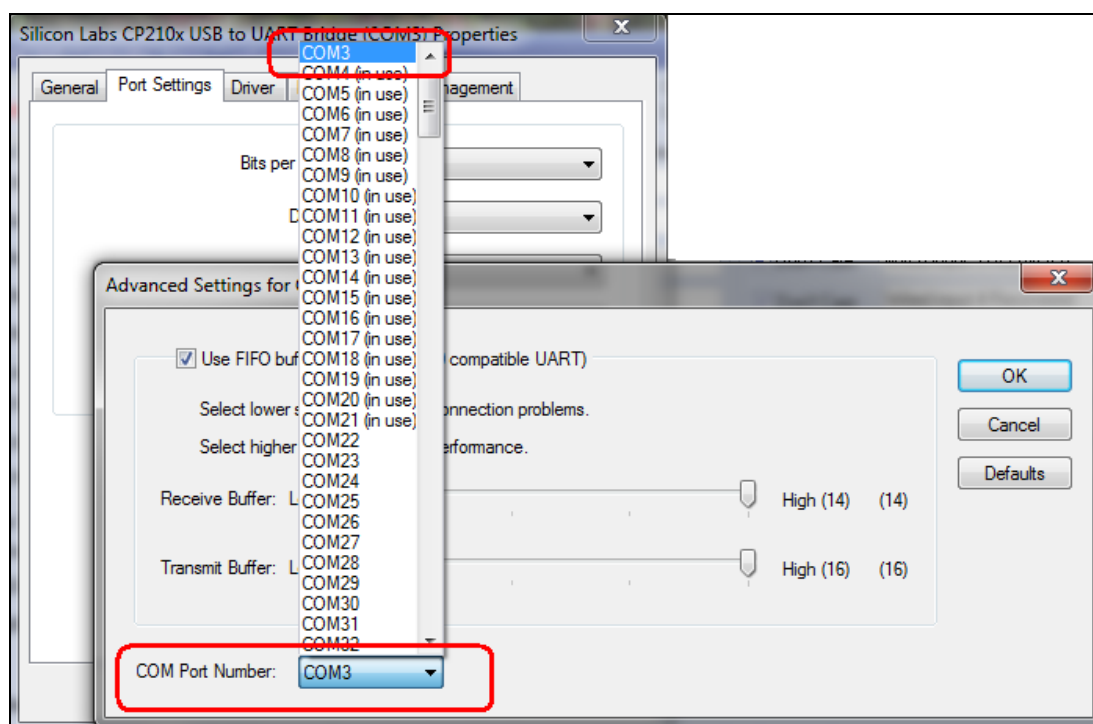 Silicon Labs CP210x USB to UART Bridge (COM3) Properties
x
General Port Settings Driver agement
COM3
COM4 (in use)
COM5 (in use)
COM6 (in use)
COM7 (in use)
COM8 (in use)
COM9 (in use)
COM10 (in use)
COM11 (in use)
COM12 (in use)
COM13 (in use)
COM14 (in use)
COM15 (in use)
COM16 (in use)
COM17 (in use)
COM18 (in use)
COM19 (in use)
COM20 (in use)
COM21 (in use)
COM22
COM23
COM24
COM25
COM26
COM27
COM28
COM29
COM30
COM31
COM32
Bits per
D
Advanced Settings for
x
Use FIFO buf compatible UART)
Select lower s onnection problems.
Select higher erformance.
Receive Buffer: L High (14) (14)
Transmit Buffer: L High (16) (16)
COM Port Number: COM3
OK
Cancel
Defaults